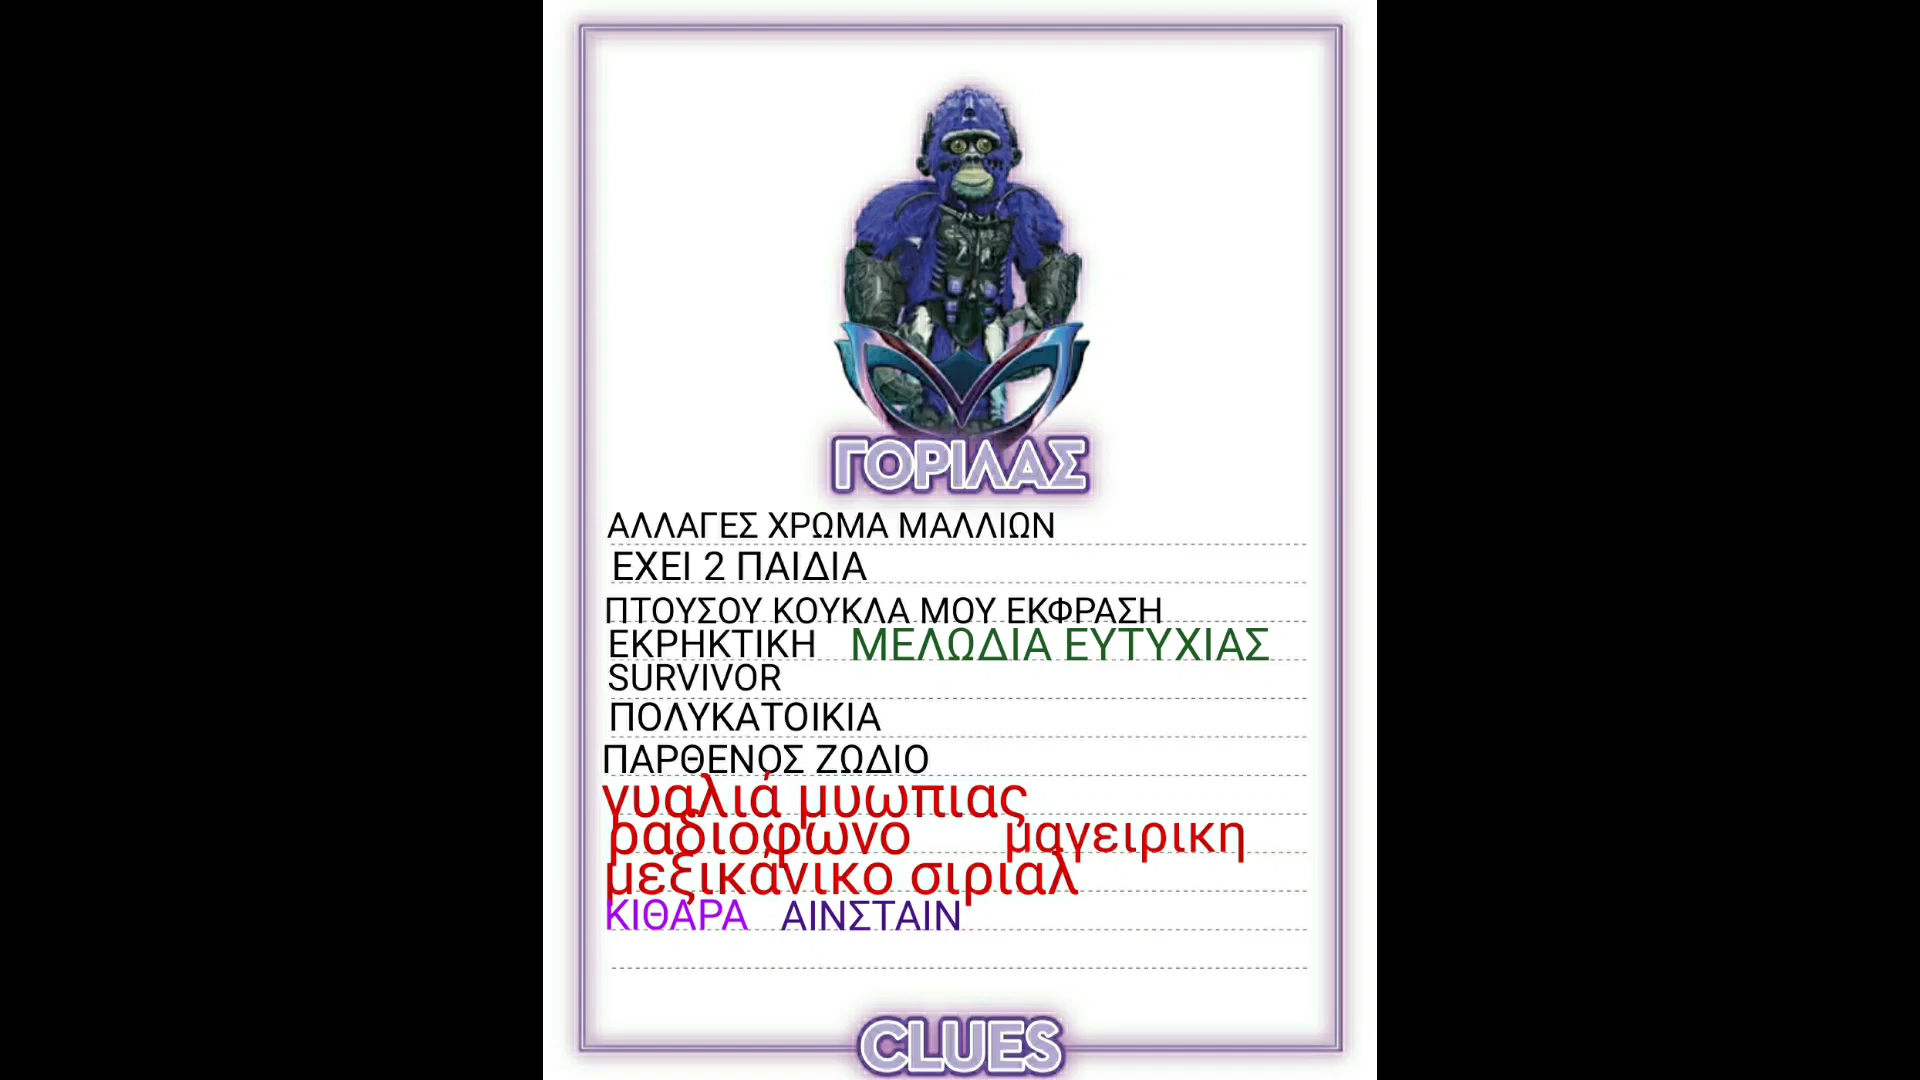 ΓΟΡΙΛΑΣ
ΑΛΛΑΓΕΣ ΧΡΩΜΑ ΜΑΛΛΙΩΝ
ΕΧΕΙ 2 ΠΑΙΔΙΑ
ΠΤΟΥΣΟΥ ΚΟΥΚΛΑ ΜΟΥ ΕΚΦΡΑΣΗ
ΕΚΡΗΚΤΙΚΗ ΜΕΛΩΔΙΑ ΕΥΤΥΧΙΑΣ
SURVIVOR
ΠΟΛΥΚΑΤΟΙΚΙΑ
ΠΑΡΘΕΝΟΣ ΖΩΔΙΟ
γυαλιά μυωπιας
ραδιοφωνο μαγειρικη
μεξικάνικο σιριαλ
ΚΙΘΑΡΑ ΑΙΝΣΤΑΙΝ
CLUES